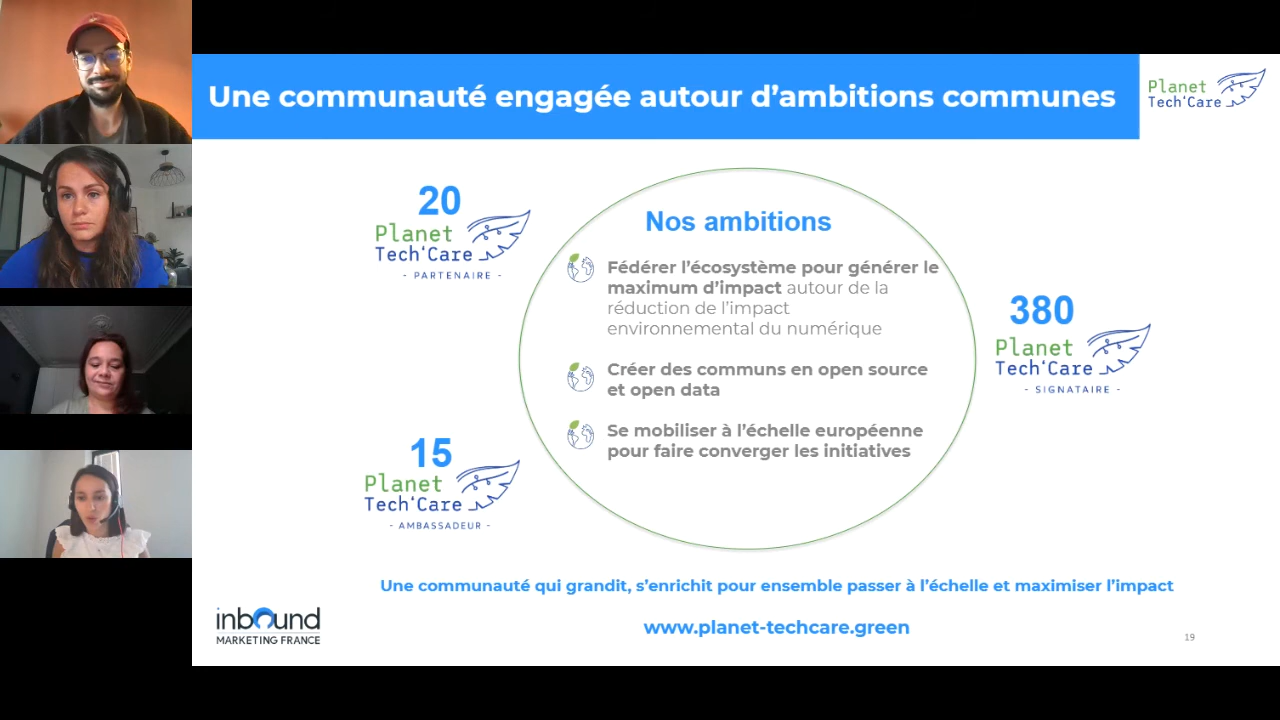 Une communauté engagée autour d'ambitions communes
Planet
Tech'Care
20
Planet
Tech'Care
- PARTENAIRE -
Nos ambitions
Fédérer l'écosystème pour générer le
maximum d'impact autour de la
réduction de l'impact
environnemental du numérique
Créer des communs en open source
et open data
Se mobiliser à l'échelle européenne
pour faire converger les initiatives
380
Planet
Tech'Care
- SIGNATAIRE -
15
Planet
Tech'Care
- AMBASSADEUR -
Une communauté qui grandit, s'enrichit pour ensemble passer à l'échelle et maximiser l'impact
www.planet-techcare.green
inbound
MARKETING FRANCE
19